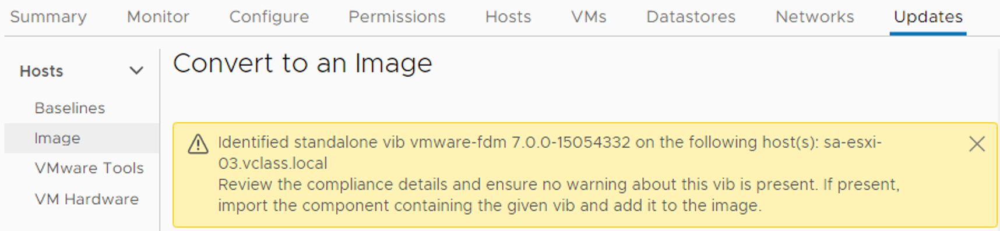 Summary Monitor Configure Permissions Hosts VMs Datastores Networks Updates
Hosts
Baselines
Image
VMware Tools
VM Hardware
Convert to an Image
Identified standalone vib vmware-fdm 7.0.0-15054332 on the following host(s): sa-esxi-
03.vclass.local
Review the compliance details and ensure no warning about this vib is present. If present,
import the component containing the given vib and add it to the image.